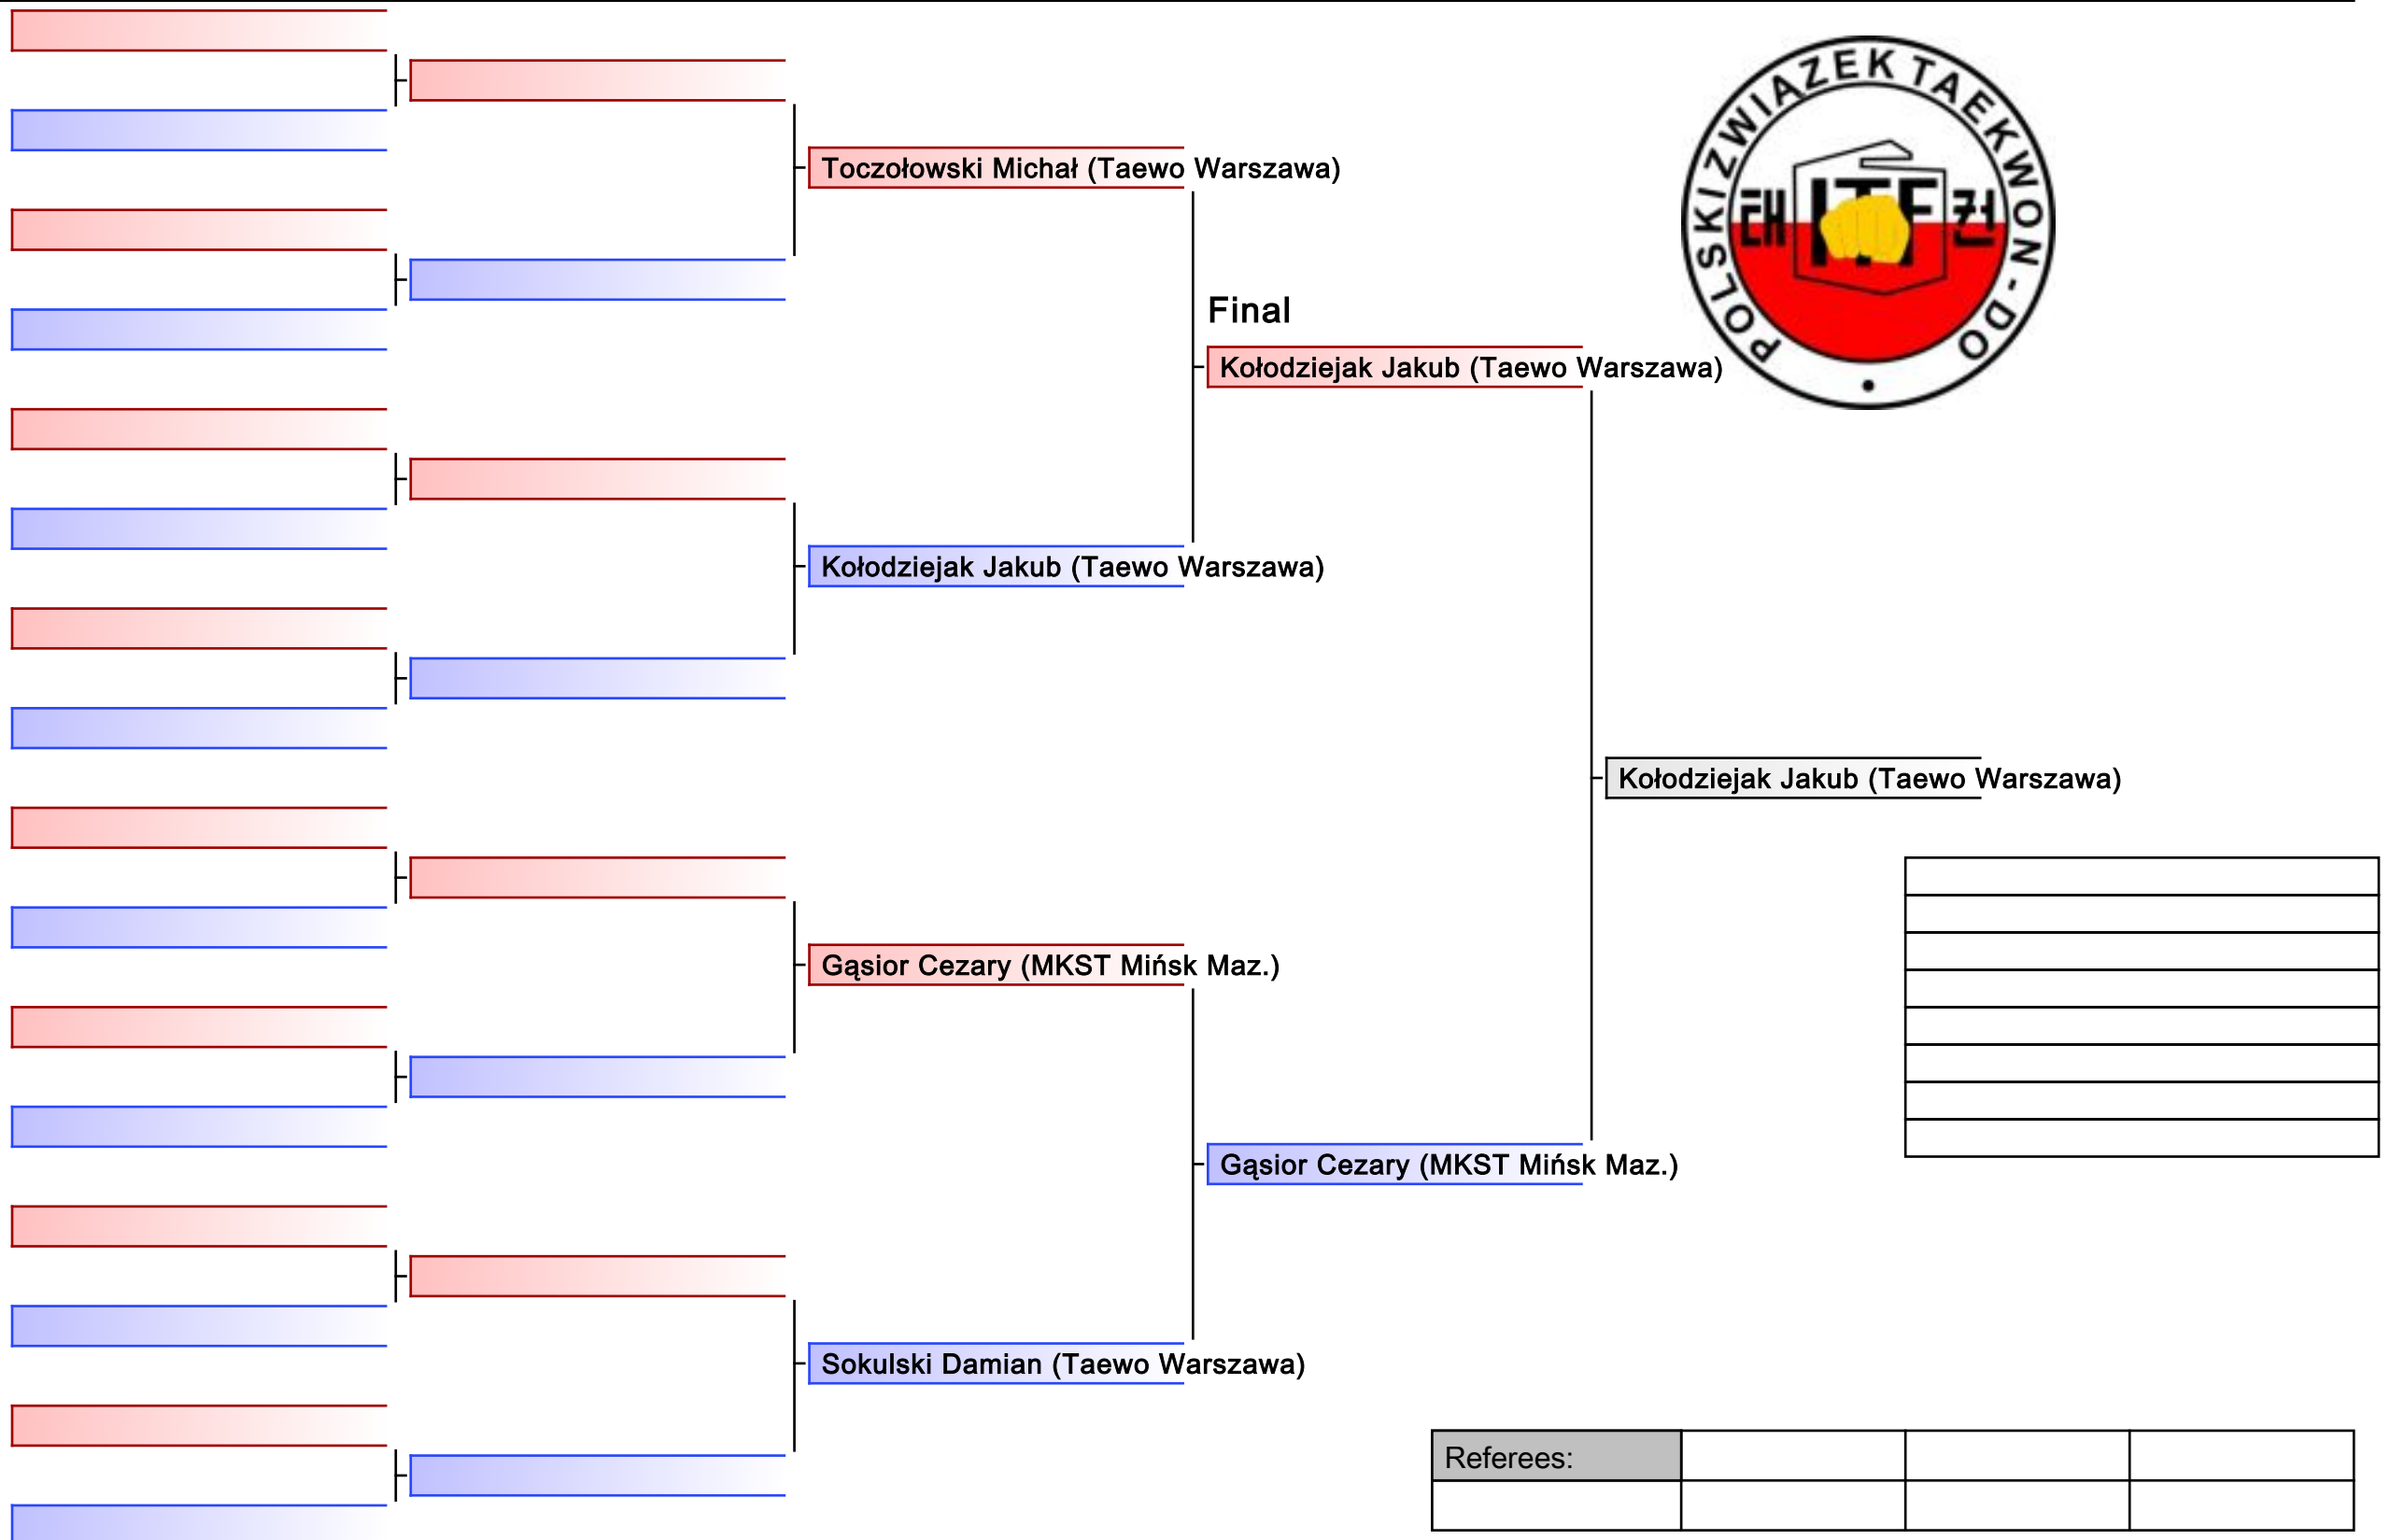 POLSKI ZWIAZEK TAEKWON-DO
ITF
Toczołowski Michał (Taewo Warszawa)
Final
Kołodziejak Jakub (Taewo Warszawa)
Kołodziejak Jakub (Taewo Warszawa)
Kołodziejak Jakub (Taewo Warszawa)
Gąsior Cezary (MKST Mińsk Maz.)
Gąsior Cezary (MKST Mińsk Maz.)
Sokulski Damian (Taewo Warszawa)
Referees: